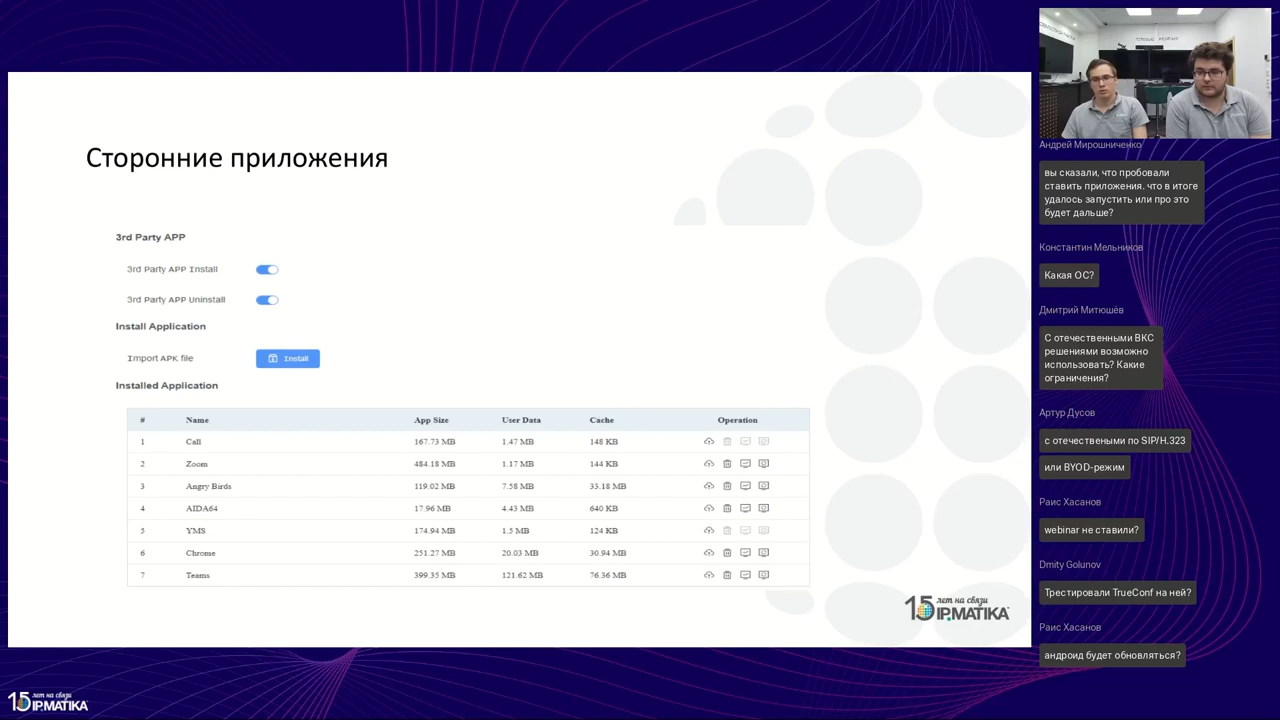 Сторонние приложения
3rd Party APP
3rd Party APP Install
3rd Party APP Uninstall
Install Application
Import APK file
Install
Installed Application
# Name App Size User Data Cache Operation
1 Call 167.73 MB 1.47 MB 148 KB
2 Zoom 484.18 MB 1.17 MB 144 KB
3 Angry Birds 119.02 MB 7.58 MB 33.18 MB
4 AIDA64 17.96 MB 4.43 MB 640 KB
5 YMS 174.94 MB 1.5 MB 124 KB
6 Chrome 251.27 MB 20.03 MB 30.94 MB
7 Teams 399.35 MB 121.62 MB 76.36 MB
15 лет на связи
IPMATIKA
15 лет на связи
IPMATIKA
Андрей Мирошниченко
вы сказали, что пробовали
ставить приложения. что в итоге
удалось запустить или про это
будет дальше?
Константин Мельников
Какая ОС?
Дмитрий Митюшёв
С отечественными ВКС
решениями возможно
использовать? Какие
ограничения?
Артур Дусов
с отечествеными по SIP/H.323
или BYOD-режим
Раис Хасанов
webinar не ставили?
Dmity Golunov
Трестировали TrueConf на ней?
Раис Хасанов
андроид будет обновляться?